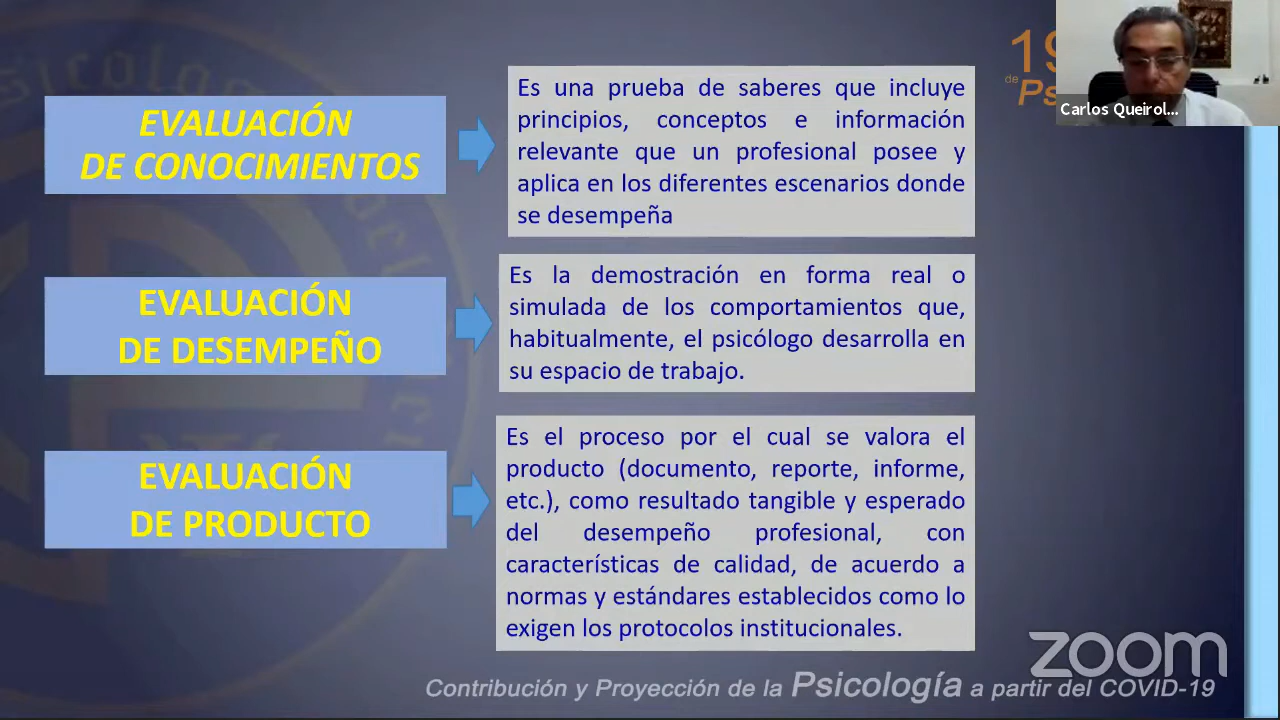 EVALUACIÓN
DE CONOCIMIENTOS
Es una prueba de saberes que incluye
principios, conceptos e información
relevante que un profesional posee y
aplica en los diferentes escenarios donde
se desempeña
EVALUACIÓN
DE DESEMPEÑO
Es la demostración en forma real o
simulada de los comportamientos que,
habitualmente, el psicólogo desarrolla en
su espacio de trabajo.
EVALUACIÓN
DE PRODUCTO
Es el proceso por el cual se valora el
producto (documento, reporte, informe,
etc.), como resultado tangible y esperado
del desempeño profesional, con
características de calidad, de acuerdo a
normas y estándares establecidos como lo
exigen los protocolos institucionales.
19
de
Ps
Carlos Queirol...
zoom
Contribución y Proyección de la Psicología a partir del COVID-19